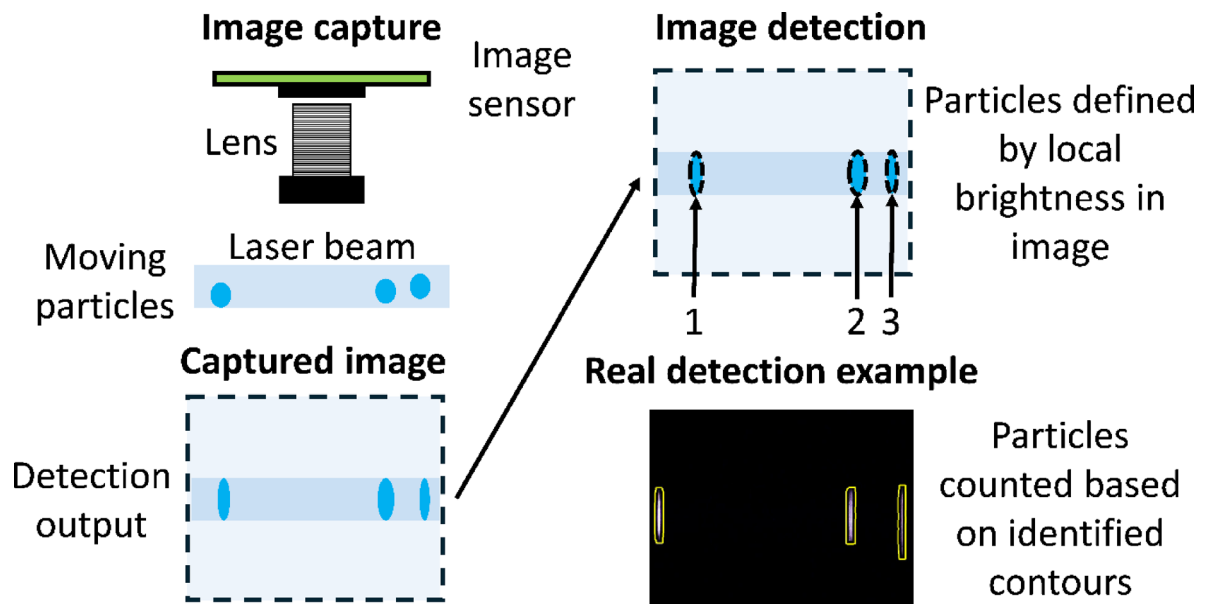 Image capture
Image
sensor
Lens
Laser beam
Moving
particles
Captured image
Detection
output
Image detection
Particles defined
by local
brightness in
image
1
2
3
Real detection example
Particles
counted based
on identified
contours